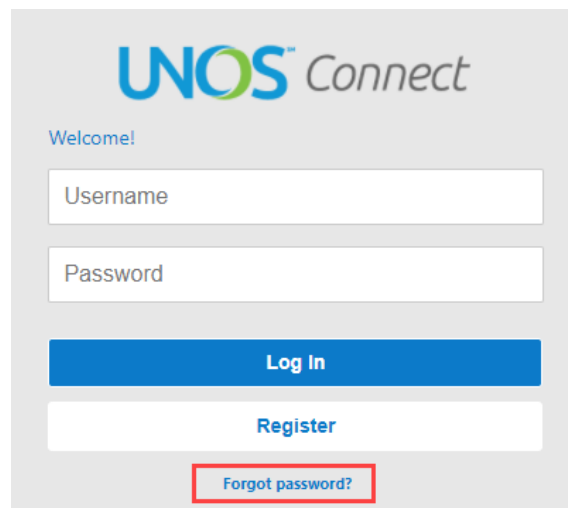 UNOS™ Connect
Welcome!
Username
Password
Log In
Register
Forgot password?